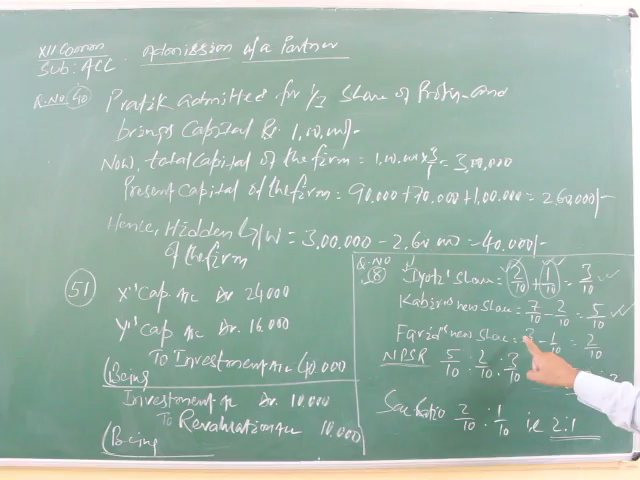 XII Comm
Sub: ACC. Admission of a Partner
Q.No. 40 Pratik admitted for 1/3 share of Profit and
brings Capital Rs. 1,00,000/-
Now, total capital of the firm = 1,00,000 × 3/1 = 3,00,000
Present Capital of the firm = 90,000 + 70,000 + 1,00,000 = 2,60,000/-
Hence, Hidden G/W = 3,00,000 - 2,60,000 = 40,000/-
of the firm
51 X's Cap A/c Dr. 24000
Y's Cap A/c Dr. 16,000
To Investment A/c 40,000
(Being
Investment A/c Dr. 10,000
To Revaluation A/c 10,000
(Being
Q.No 8 Jyoti's Share = 2/10 + 1/10 = 3/10
Kabir's new share = 7/10 - 2/10 = 5/10
Farid's new share = 3 - 1/10 = 2/10
NPSR 5/10 : 2/10 : 3/10
Sac Ratio 2/10 : 1/10 ie 2:1